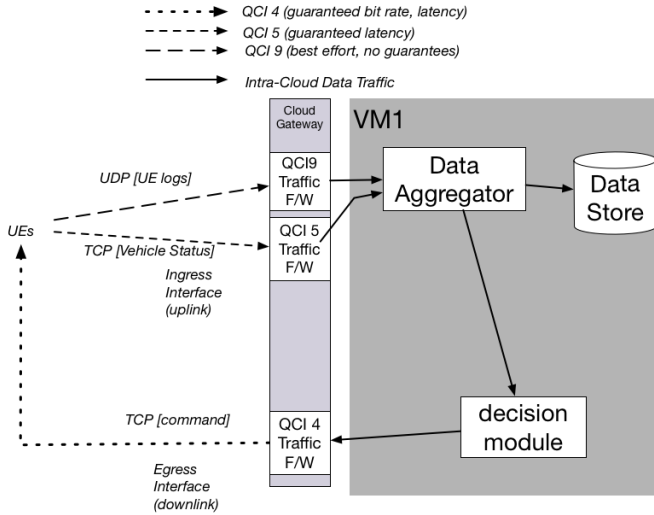 QCI 4 (guaranteed bit rate, latency)
QCI 5 (guaranteed latency)
QCI 9 (best effort, no guarantees)
Intra-Cloud Data Traffic
Cloud
Gateway
VM1
QCI9
Traffic
F/W
Data
Aggregator
Data
Store
UDP [UE logs]
UEs
QCI 5
Traffic
F/W
TCP [Vehicle Status]
Ingress
Interface
(uplink)
TCP [command]
QCI 4
Traffic
F/W
decision
module
Egress
Interface
(downlink)